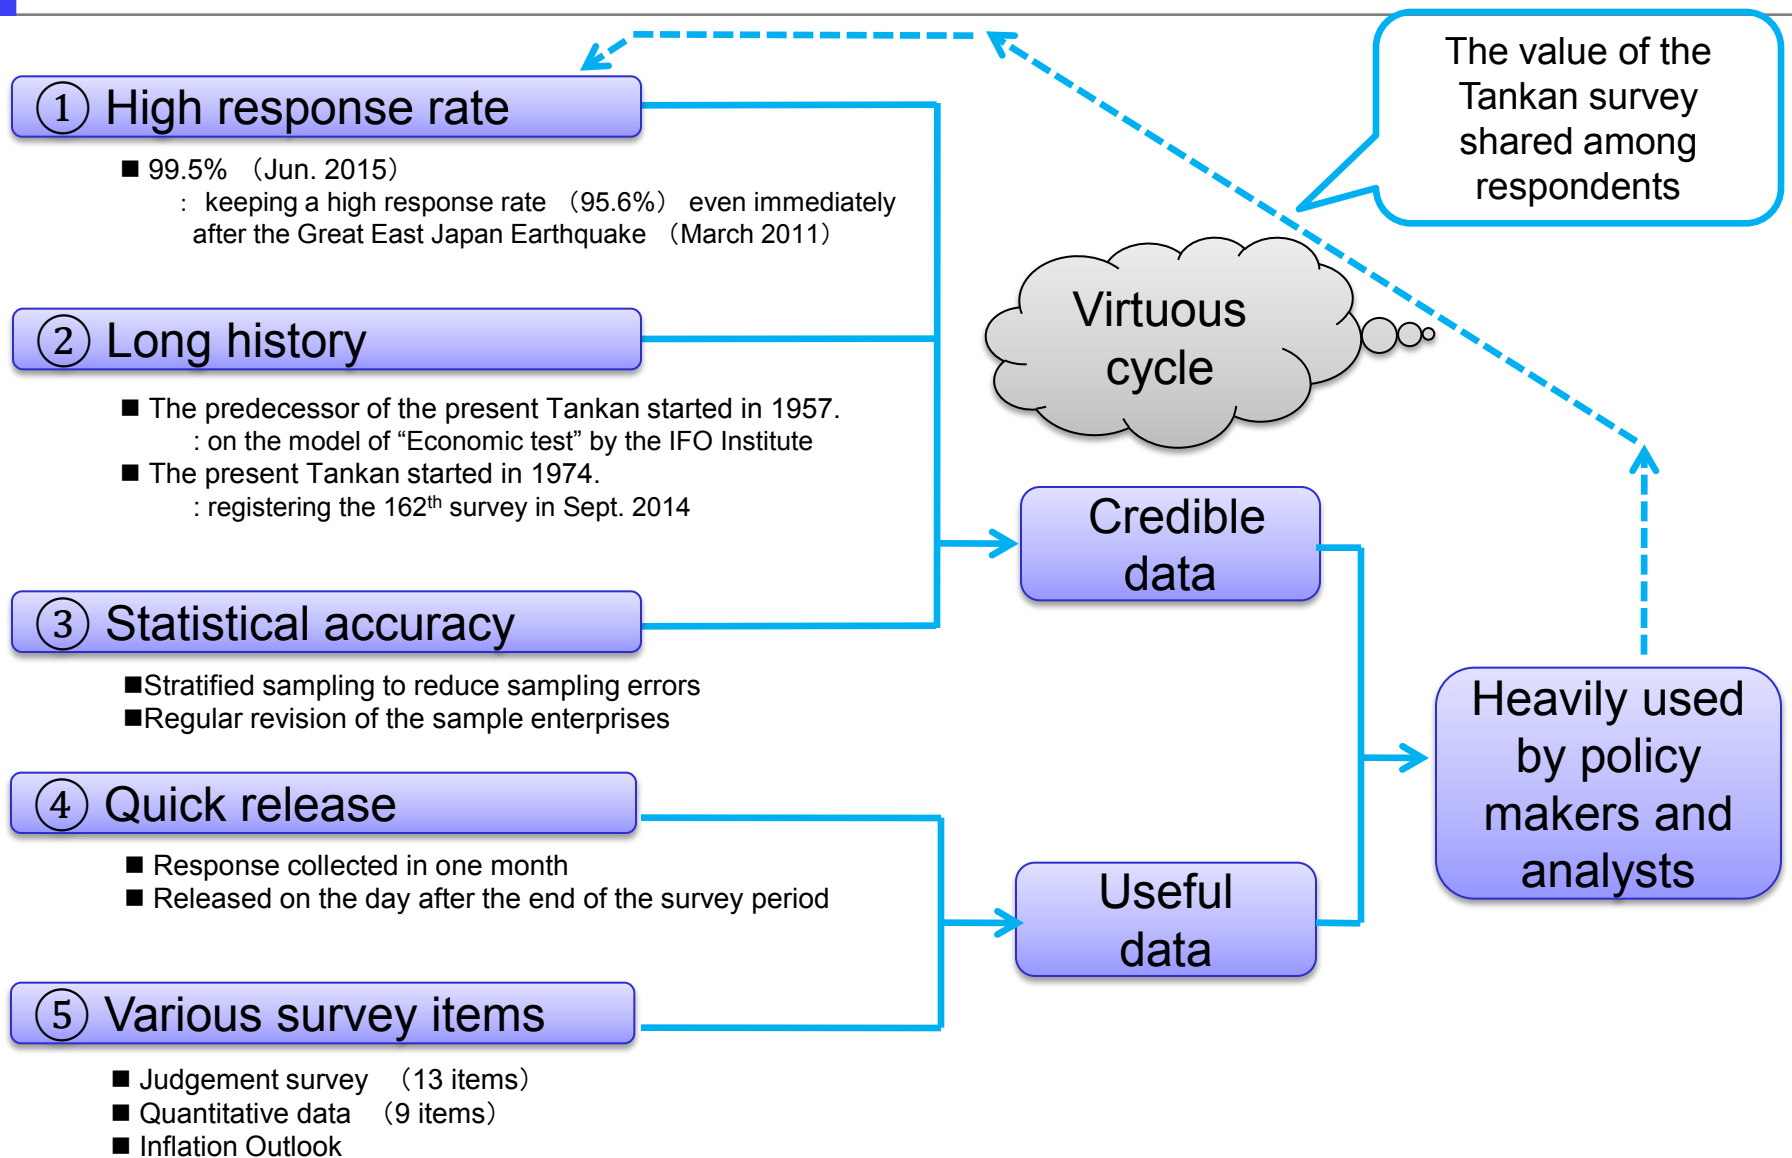 ① High response rate
■ 99.5% （Jun. 2015）
： keeping a high response rate （95.6%） even immediately
after the Great East Japan Earthquake （March 2011）
② Long history
■ The predecessor of the present Tankan started in 1957.
: on the model of “Economic test” by the IFO Institute
■ The present Tankan started in 1974.
: registering the 162th survey in Sept. 2014
③ Statistical accuracy
■Stratified sampling to reduce sampling errors
■Regular revision of the sample enterprises
④ Quick release
■ Response collected in one month
■ Released on the day after the end of the survey period
⑤ Various survey items
■ Judgement survey （13 items）
■ Quantitative data （9 items）
■ Inflation Outlook
Virtuous
cycle
Credible
data
Useful
data
The value of the
Tankan survey
shared among
respondents
Heavily used
by policy
makers and
analysts